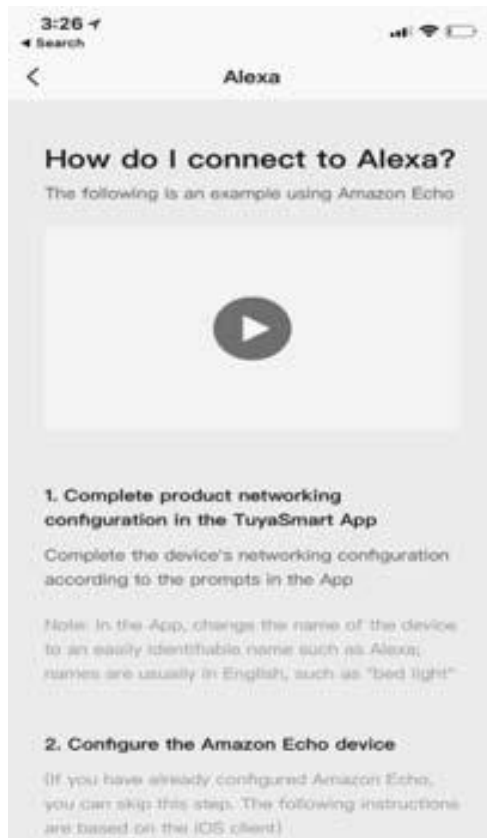 3:26
Search
Alexa
How do I connect to Alexa?
The following is an example using Amazon Echo
1. Complete product networking
configuration in the TuyaSmart App
Complete the device's networking configuration
according to the prompts in the App
Note: In the App, change the name of the device
to an easily identifiable name such as Alexa;
names are usually in English, such as "bed light"
2. Configure the Amazon Echo device
(If you have already configured Amazon Echo,
you can skip this step. The following instructions
are based on the iOS client)